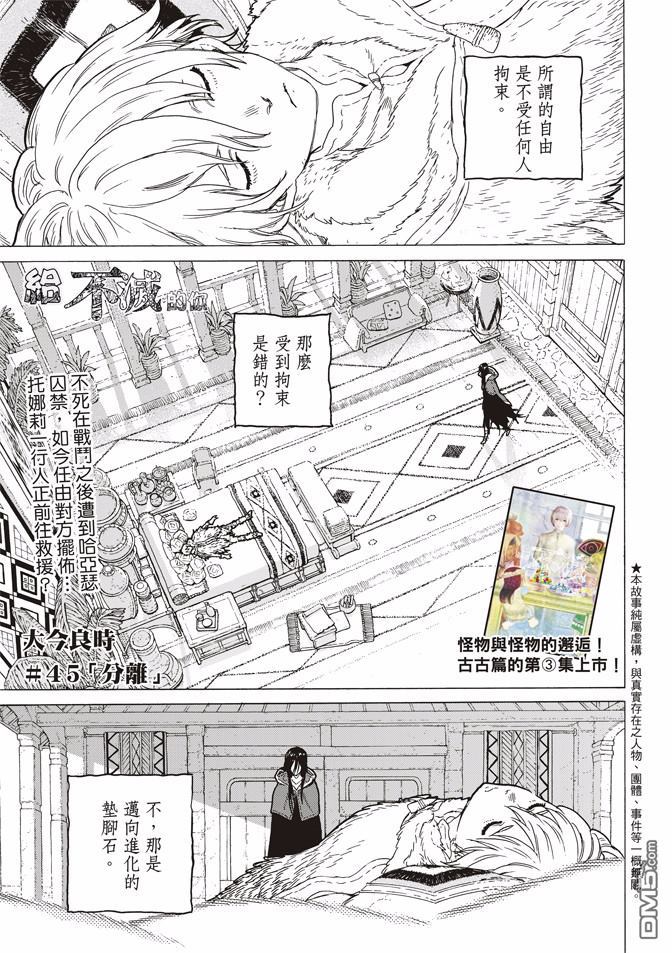 所謂的自由
是不受任何人
拘束。
給不滅的你
那麼
受到拘束
是錯的？
不死在戰鬥之後遭到哈亞瑟
囚禁，如今任由對方擺佈…
托娜莉一行人正前往救援？
大今良時
＃45「分離」
怪物與怪物的邂逅！
古古篇的第③集上市！
★本故事純屬虛構，與真實存在之人物、團體、事件等一概無關。
不，那是
邁向進化的
墊腳石。
DM5.com